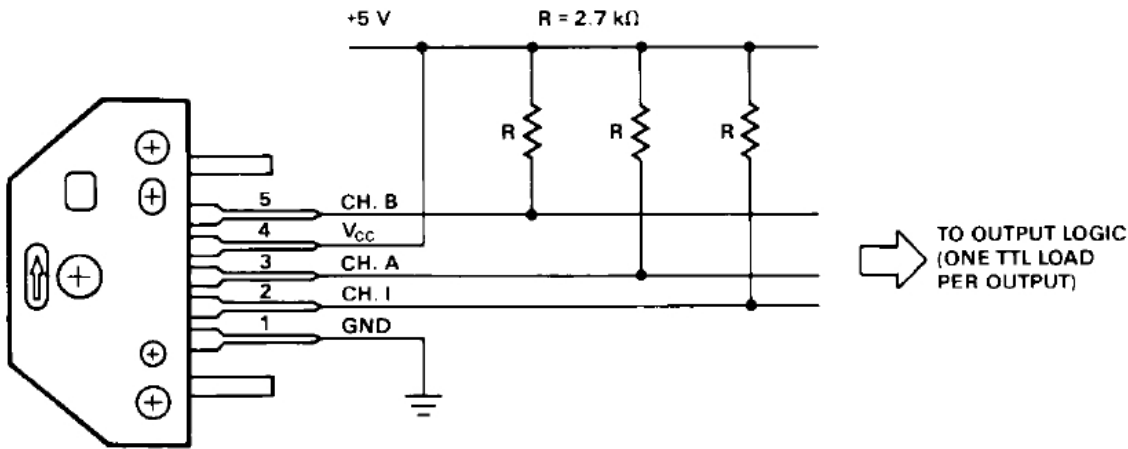 +5 V
R = 2.7 kΩ
R
R
R
5
CH. B
4
VCC
3
CH. A
2
CH. I
1
GND
TO OUTPUT LOGIC
(ONE TTL LOAD
PER OUTPUT)